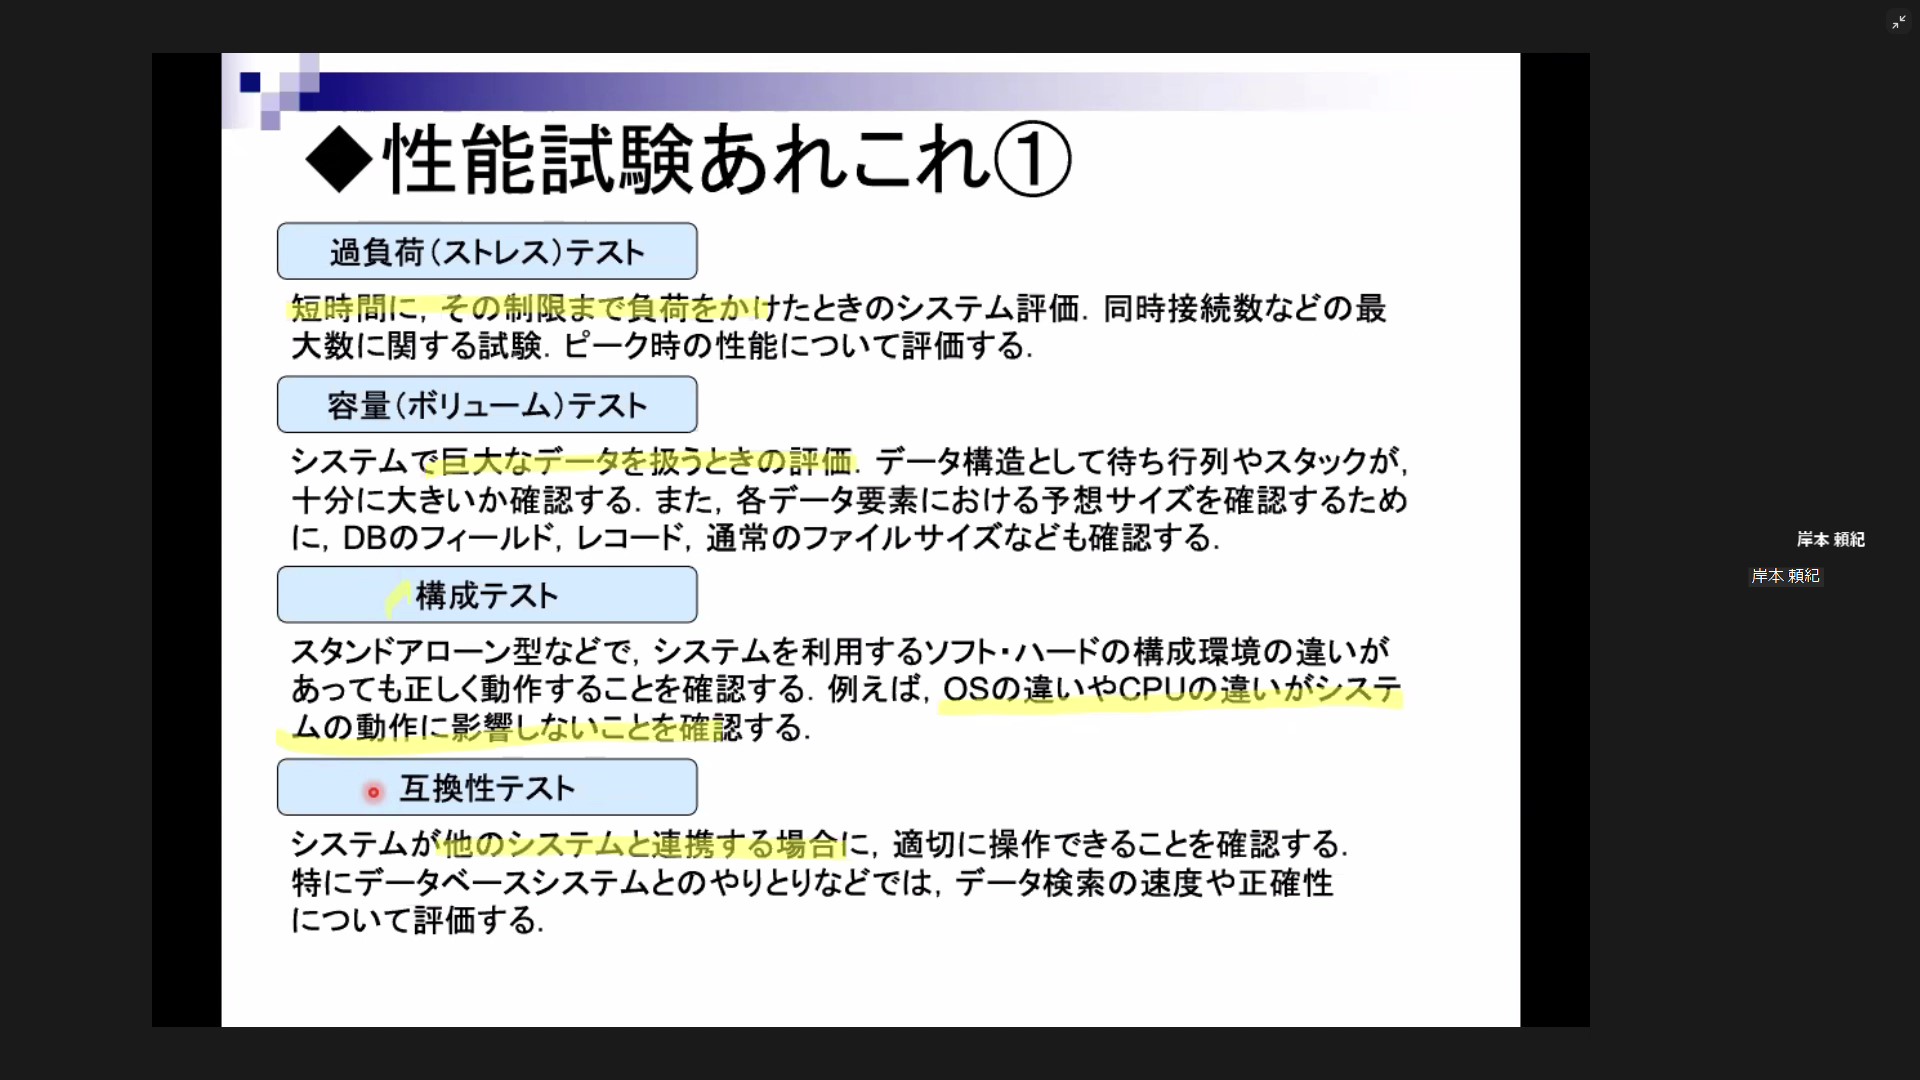 ◆性能試験あれこれ①
過負荷（ストレス）テスト
短時間に，その制限まで負荷をかけたときのシステム評価．同時接続数などの最
大数に関する試験．ピーク時の性能について評価する．
容量（ボリューム）テスト
システムで巨大なデータを扱うときの評価．データ構造として待ち行列やスタックが，
十分に大きいか確認する．また，各データ要素における予想サイズを確認するため
に，DBのフィールド，レコード，通常のファイルサイズなども確認する．
構成テスト
スタンドアローン型などで，システムを利用するソフト・ハードの構成環境の違いが
あっても正しく動作することを確認する．例えば，OSの違いやCPUの違いがシステ
ムの動作に影響しないことを確認する．
互換性テスト
システムが他のシステムと連携する場合に，適切に操作できることを確認する．
特にデータベースシステムとのやりとりなどでは，データ検索の速度や正確性
について評価する．
岸本 頼紀
岸本 頼紀